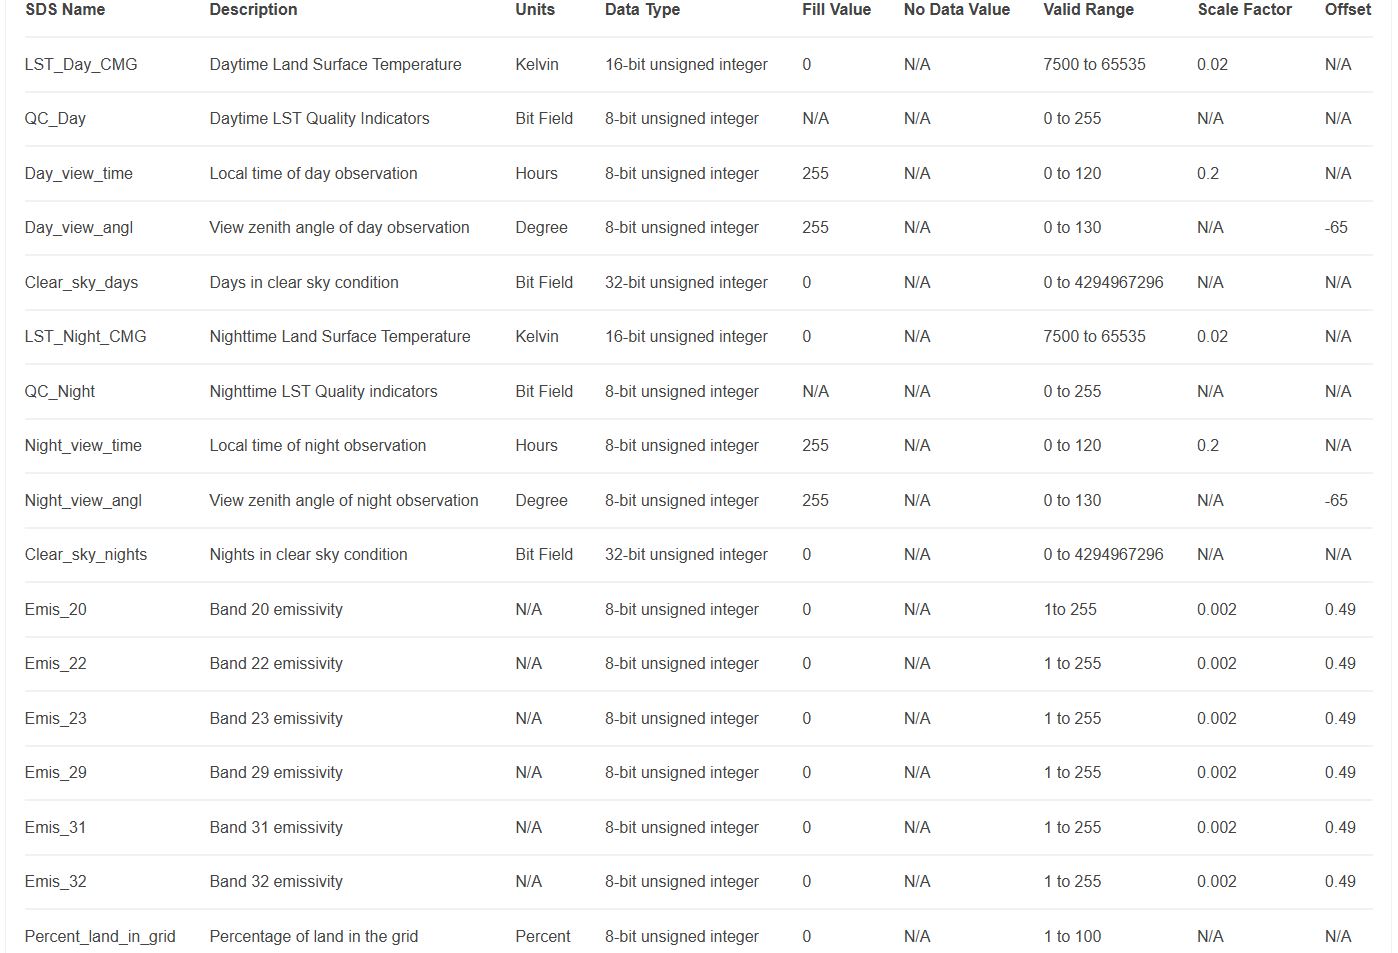 SDS Name Description Units Data Type Fill Value No Data Value Valid Range Scale Factor Offset
LST_Day_CMG Daytime Land Surface Temperature Kelvin 16-bit unsigned integer 0 N/A 7500 to 65535 0.02 N/A
QC_Day Daytime LST Quality Indicators Bit Field 8-bit unsigned integer N/A N/A 0 to 255 N/A N/A
Day_view_time Local time of day observation Hours 8-bit unsigned integer 255 N/A 0 to 120 0.2 N/A
Day_view_angl View zenith angle of day observation Degree 8-bit unsigned integer 255 N/A 0 to 130 N/A -65
Clear_sky_days Days in clear sky condition Bit Field 32-bit unsigned integer 0 N/A 0 to 4294967296 N/A N/A
LST_Night_CMG Nighttime Land Surface Temperature Kelvin 16-bit unsigned integer 0 N/A 7500 to 65535 0.02 N/A
QC_Night Nighttime LST Quality indicators Bit Field 8-bit unsigned integer N/A N/A 0 to 255 N/A N/A
Night_view_time Local time of night observation Hours 8-bit unsigned integer 255 N/A 0 to 120 0.2 N/A
Night_view_angl View zenith angle of night observation Degree 8-bit unsigned integer 255 N/A 0 to 130 N/A -65
Clear_sky_nights Nights in clear sky condition Bit Field 32-bit unsigned integer 0 N/A 0 to 4294967296 N/A N/A
Emis_20 Band 20 emissivity N/A 8-bit unsigned integer 0 N/A 1to 255 0.002 0.49
Emis_22 Band 22 emissivity N/A 8-bit unsigned integer 0 N/A 1 to 255 0.002 0.49
Emis_23 Band 23 emissivity N/A 8-bit unsigned integer 0 N/A 1 to 255 0.002 0.49
Emis_29 Band 29 emissivity N/A 8-bit unsigned integer 0 N/A 1 to 255 0.002 0.49
Emis_31 Band 31 emissivity N/A 8-bit unsigned integer 0 N/A 1 to 255 0.002 0.49
Emis_32 Band 32 emissivity N/A 8-bit unsigned integer 0 N/A 1 to 255 0.002 0.49
Percent_land_in_grid Percentage of land in the grid Percent 8-bit unsigned integer 0 N/A 1 to 100 N/A N/A